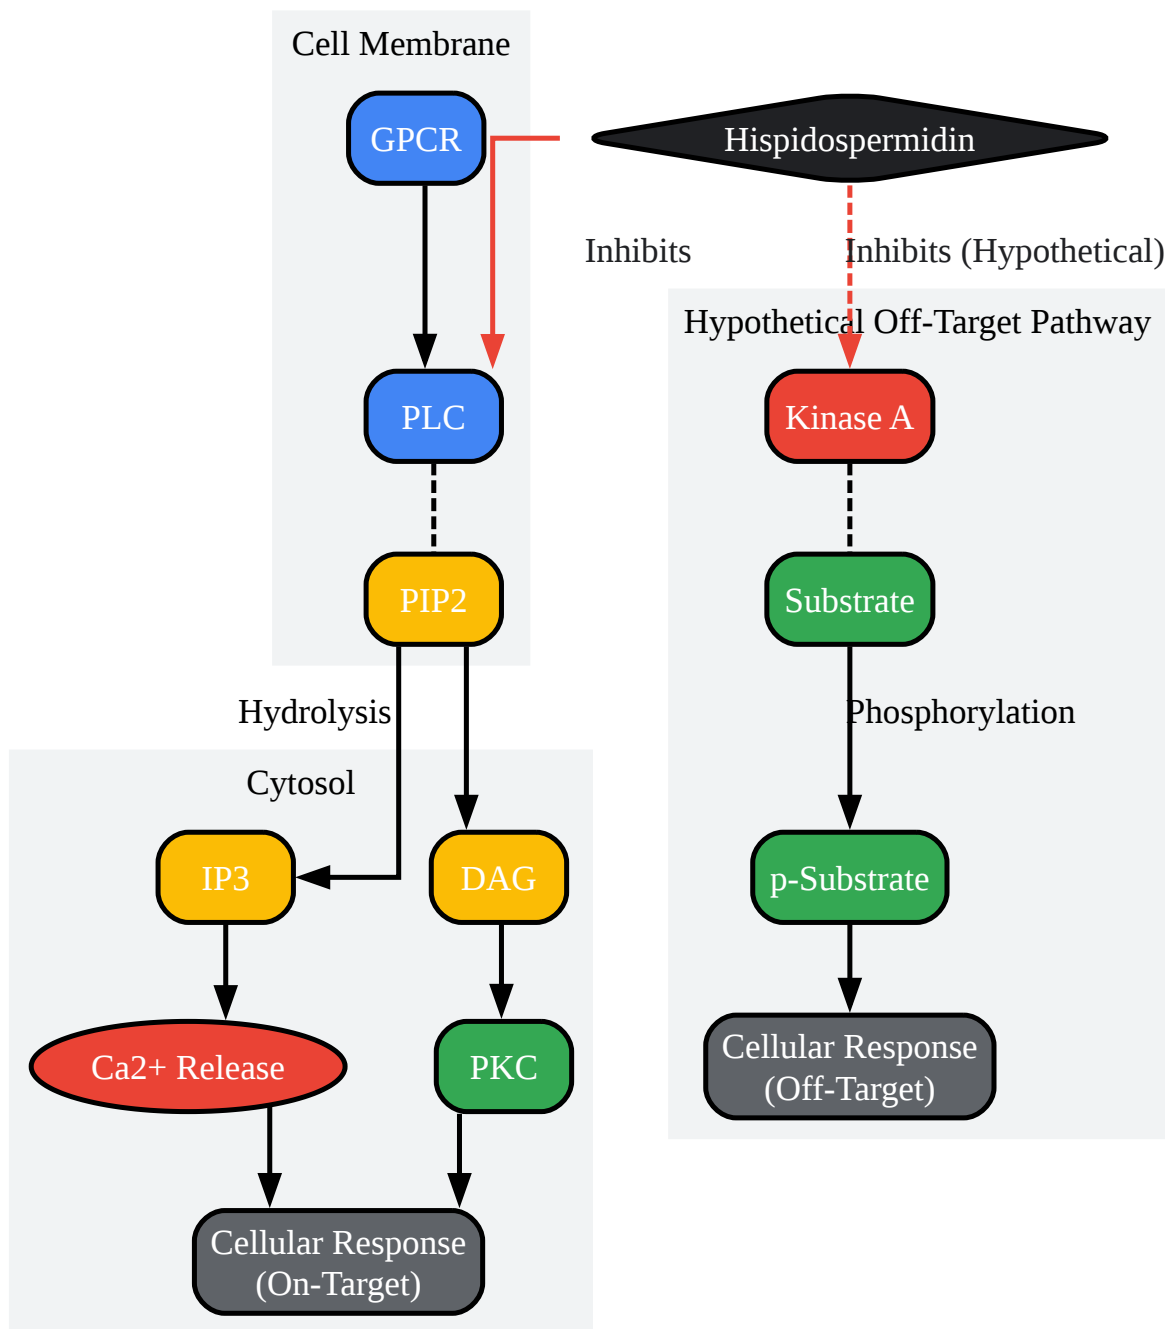 Cell Membrane
GPCR
Hispidospermidin
Inhibits
Inhibits (Hypothetical)
Hypothetical Off-Target Pathway
PLC
Kinase A
PIP2
Substrate
Hydrolysis
Phosphorylation
Cytosol
IP3
DAG
p-Substrate
Ca2+ Release
PKC
Cellular Response
(Off-Target)
Cellular Response
(On-Target)